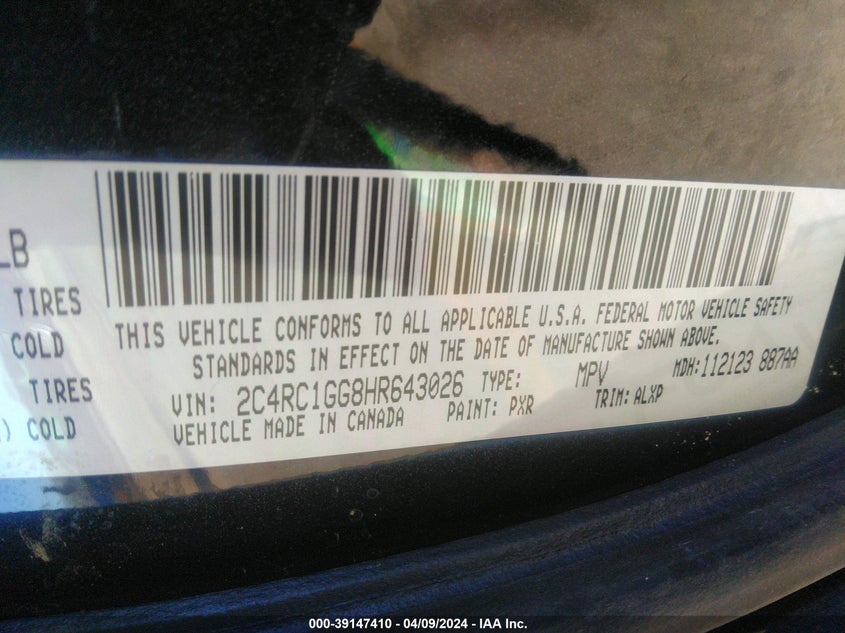 LB
TIRES
COLD
TIRES
) COLD
THIS VEHICLE CONFORMS TO ALL APPLICABLE U.S.A. FEDERAL MOTOR VEHICLE SAFETY
STANDARDS IN EFFECT ON THE DATE OF MANUFACTURE SHOWN ABOVE.
VIN: 2C4RC1GG8HR643026 TYPE: MPV MDH:112123 887AA
VEHICLE MADE IN CANADA PAINT: PXR TRIM: ALXP
000-39147410 - 04/09/2024 - IAA Inc.